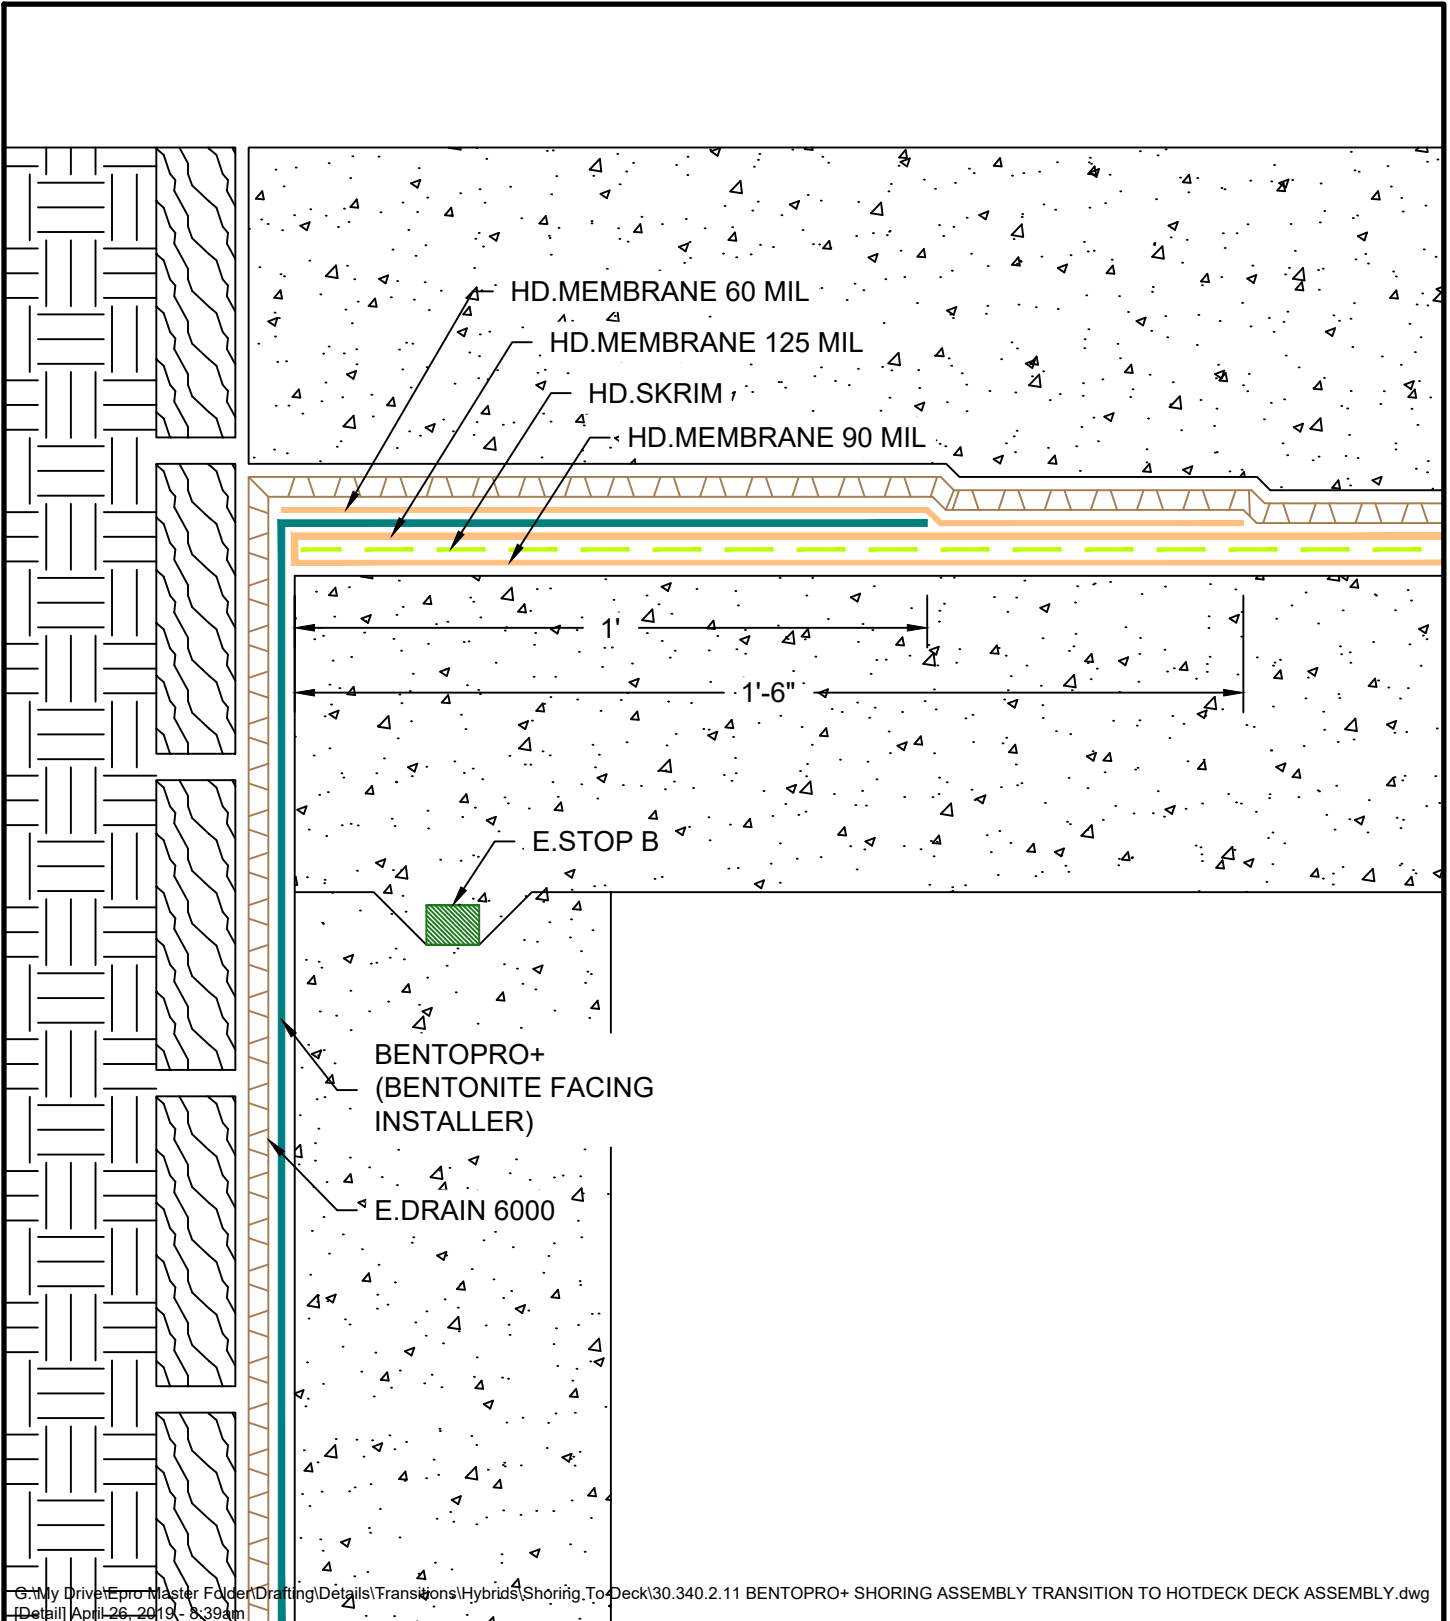 HD.MEMBRANE 60 MIL
HD.MEMBRANE 125 MIL
HD.SKRIM
HD.MEMBRANE 90 MIL
1'
1'-6"
E.STOP B
BENTOPRO+
(BENTONITE FACING
INSTALLER)
E.DRAIN 6000
G:\My Drive\Epro Master Folder\Drafting\Details\Transitions\Hybrids\Shoring To Deck\30.340.2.11 BENTOPRO+ SHORING ASSEMBLY TRANSITION TO HOTDECK DECK ASSEMBLY.dwg
[Detail] April 26, 2019 - 8:39am